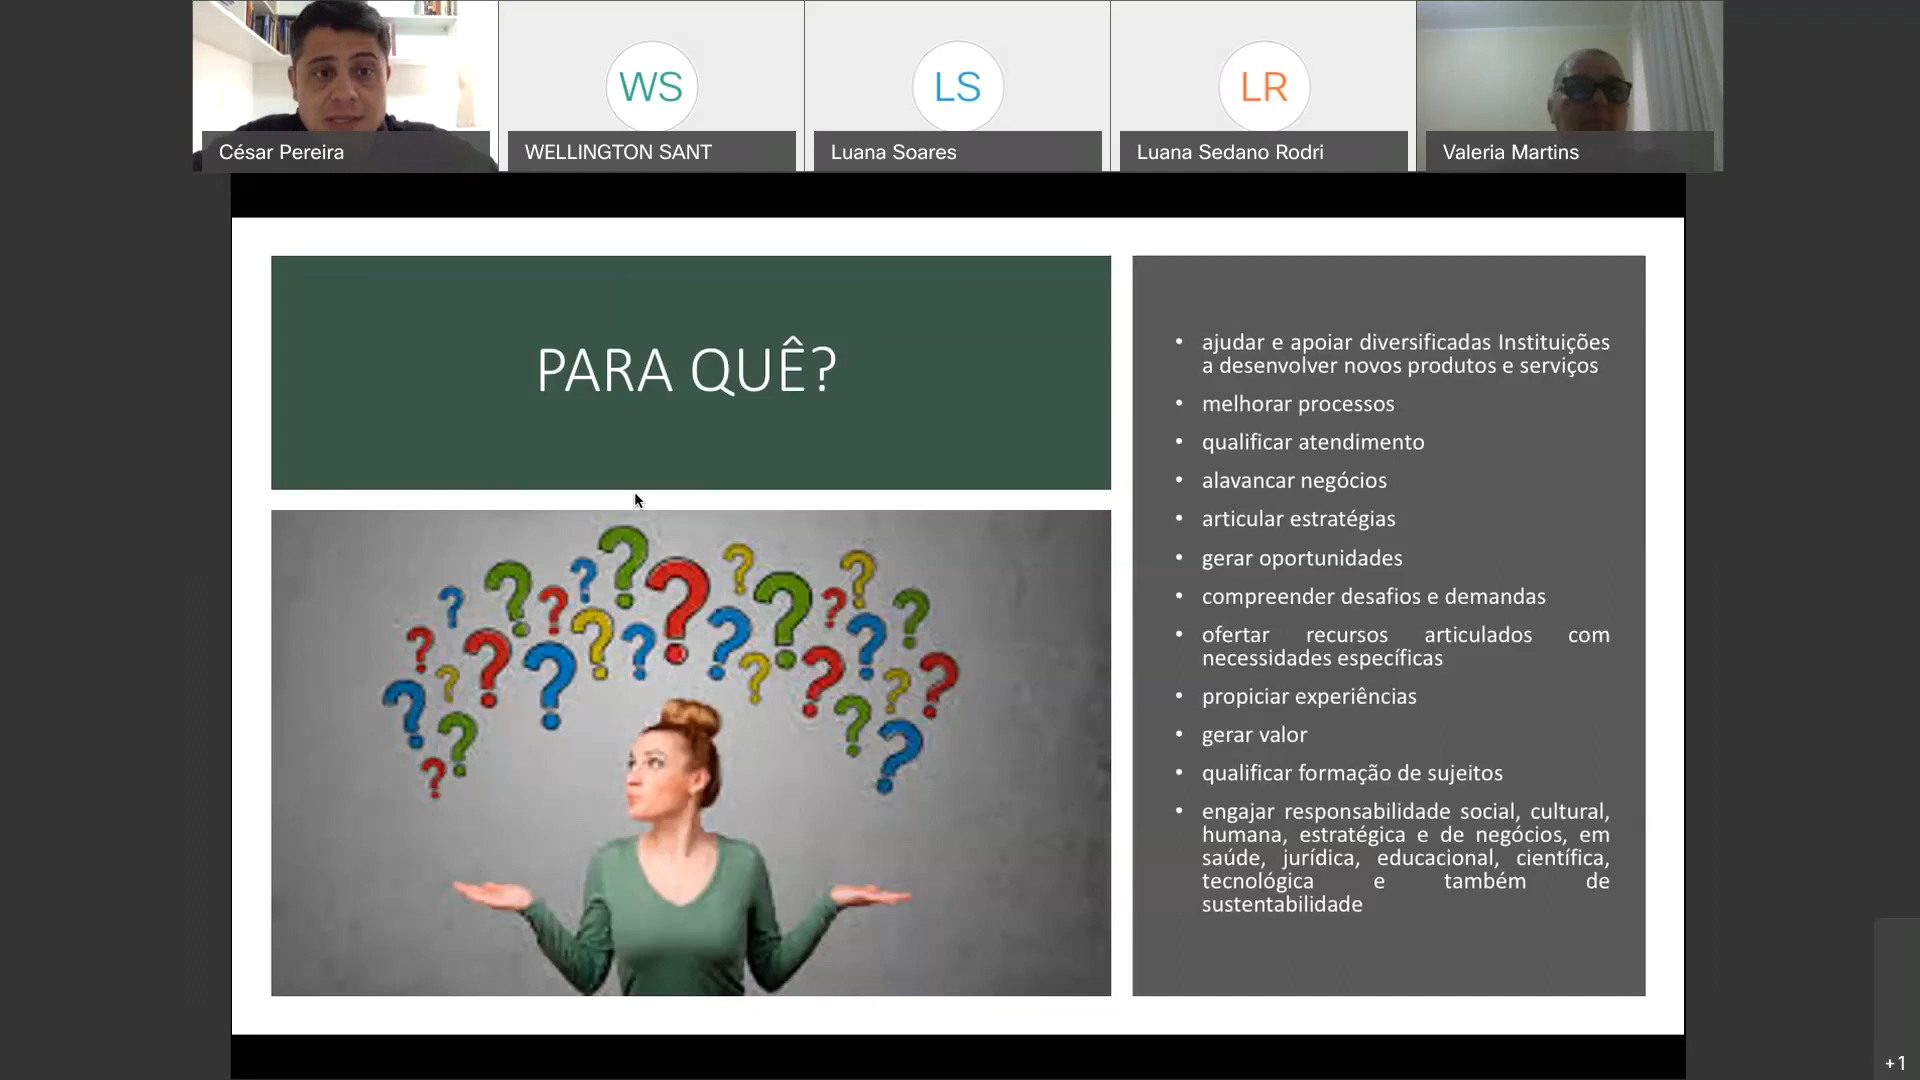 WS
LS
LR
César Pereira
WELLINGTON SANT
Luana Soares
Luana Sedano Rodri
Valeria Martins
PARA QUÊ?
• ajudar e apoiar diversificadas Instituições
a desenvolver novos produtos e serviços
• melhorar processos
• qualificar atendimento
• alavancar negócios
• articular estratégias
• gerar oportunidades
• compreender desafios e demandas
• ofertar recursos articulados com
necessidades específicas
• propiciar experiências
• gerar valor
• qualificar formação de sujeitos
• engajar responsabilidade social, cultural,
humana, estratégica e de negócios, em
saúde, jurídica, educacional, científica,
tecnológica e também de
sustentabilidade
? ? ? ? ? ? ? ? ? ? ? ? ? ? ? ? ? ? ? ? ? ? ? ? ? ? ?
+1